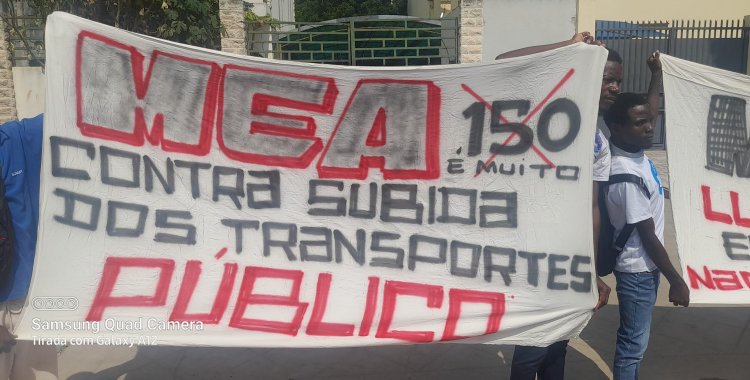 MEA
150
É MUITO
CONTRA SUBIDA
DOS TRANSPORTES
PÚBLICO
Samsung Quad Camera
Tirada com Galaxy A12